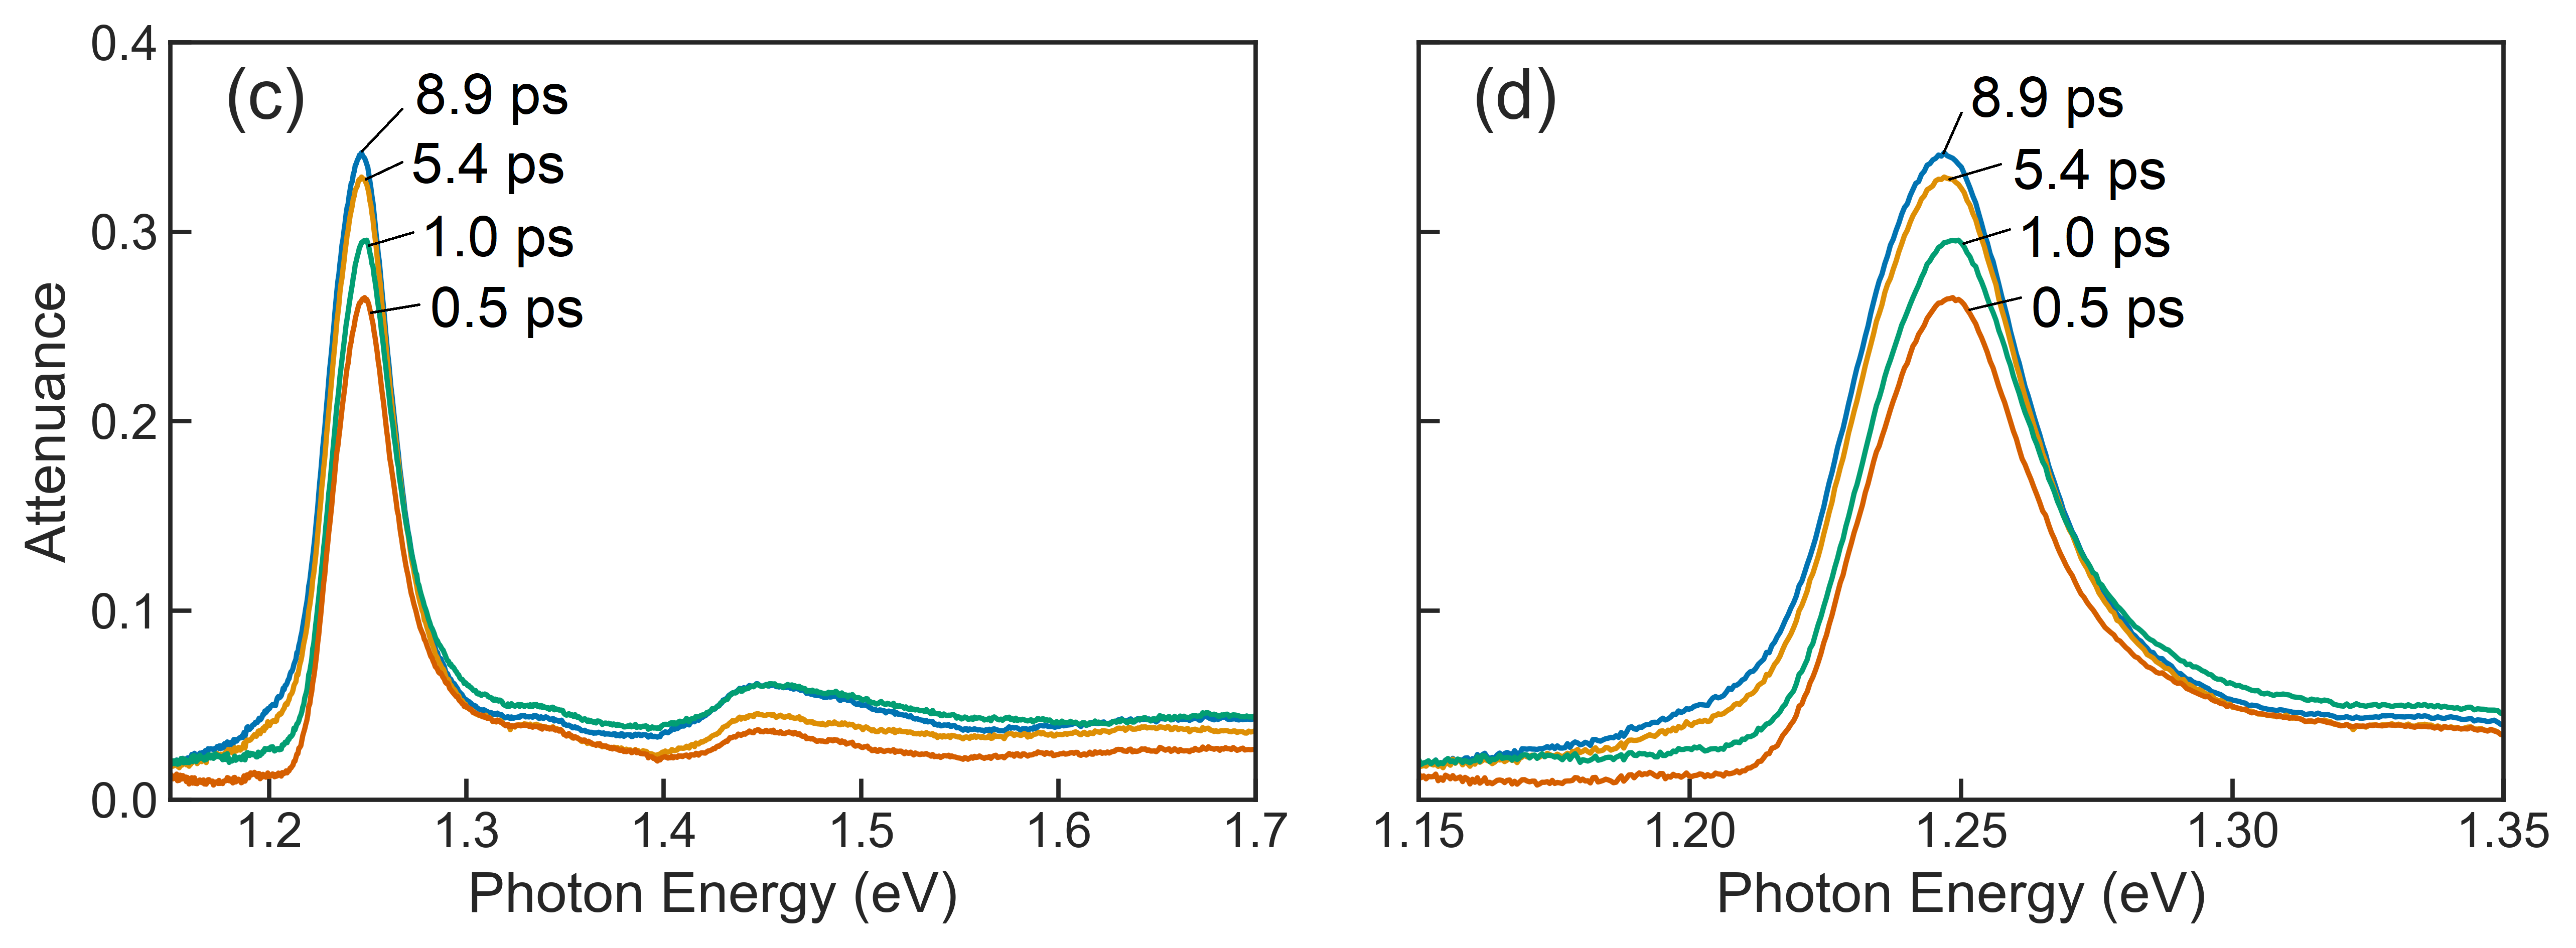 (c)
8.9 ps
5.4 ps
1.0 ps
0.5 ps
0.4
0.3
0.2
0.1
0.0
Attenuance
1.2 1.3 1.4 1.5 1.6 1.7
Photon Energy (eV)
(d)
8.9 ps
5.4 ps
1.0 ps
0.5 ps
1.15 1.20 1.25 1.30 1.35
Photon Energy (eV)